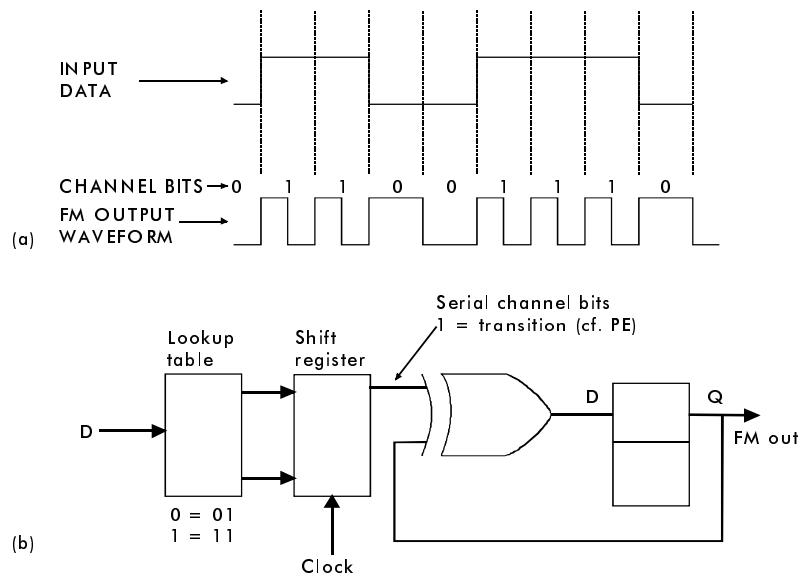 INPUT
DATA
CHANNEL BITS 0 1 1 0 0 1 1 1 0
FM OUTPUT
WAVEFORM
(a)
Serial channel bits
1 = transition (cf. PE)
Lookup
table
Shift
register
D
D
Q
FM out
0 = 01
1 = 11
Clock
(b)